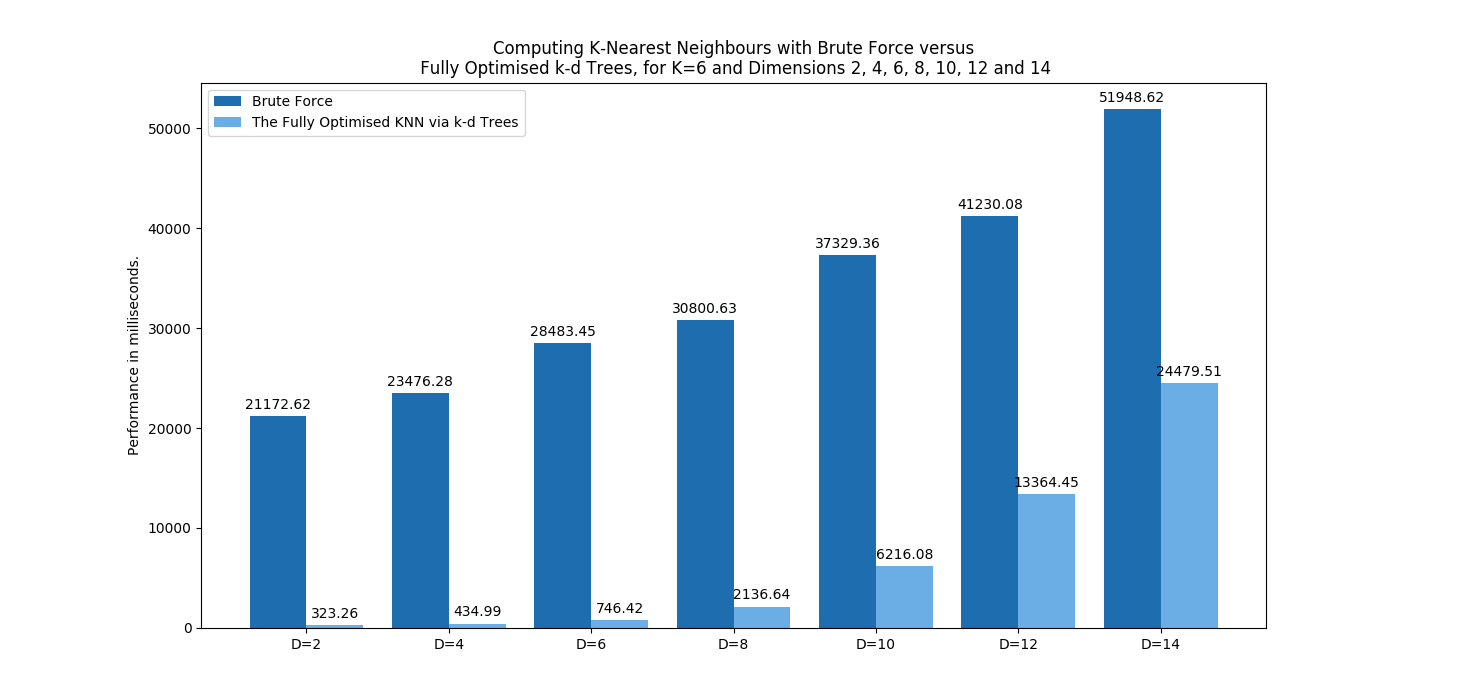 Computing K-Nearest Neighbours with Brute Force versus
Fully Optimised k-d Trees, for K=6 and Dimensions 2, 4, 6, 8, 10, 12 and 14
Brute Force
The Fully Optimised KNN via k-d Trees
Performance in milliseconds.
50000
40000
30000
20000
10000
0
21172.62
323.26
23476.28
434.99
28483.45
746.42
30800.63
2136.64
37329.36
6216.08
41230.08
13364.45
51948.62
24479.51
D=2
D=4
D=6
D=8
D=10
D=12
D=14